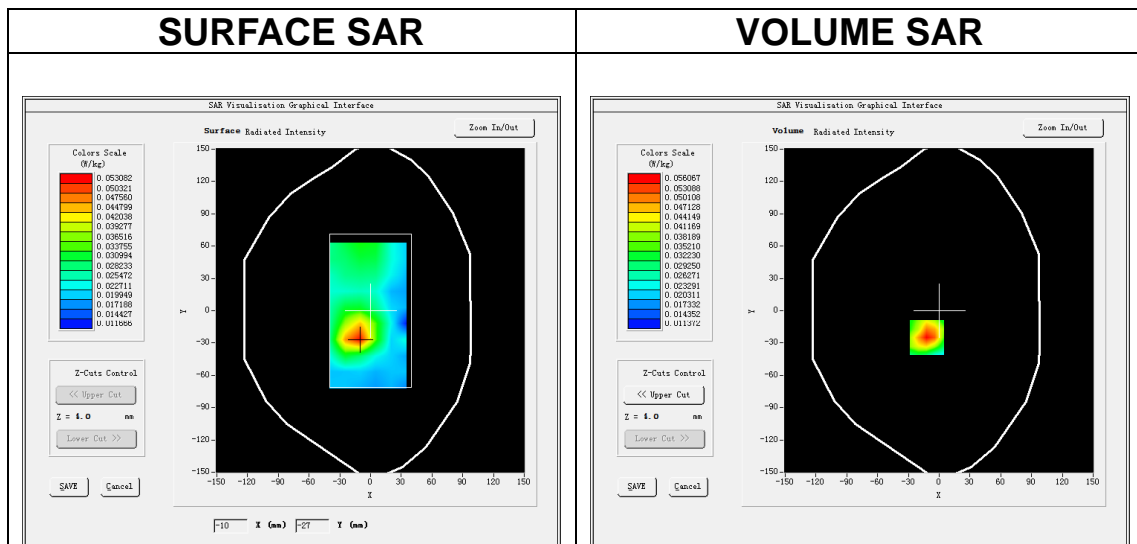 SURFACE SAR
VOLUME SAR
SAR Visualisation Graphical Interface
Surface Radiated Intensity
Zoom In/Out
Colors Scale
(W/kg)
0.053082
0.050321
0.047560
0.044799
0.042038
0.039277
0.036516
0.033755
0.030994
0.028233
0.025472
0.022711
0.019949
0.017188
0.014427
0.011666
150
120
90
60
30
0
-30
-60
-90
-120
-150
Y
-150 -120 -90 -60 -30 0 30 60 90 120 150
X
Z-Cuts Control
<< Upper Cut
Z = 4.0 mm
Lower Cut >>
SAVE Cancel
-10 X (mm) -27 Y (mm)
SAR Visualisation Graphical Interface
Volume Radiated Intensity
Zoom In/Out
Colors Scale
(W/kg)
0.056067
0.053088
0.050108
0.047128
0.044149
0.041169
0.038189
0.035210
0.032230
0.029250
0.026271
0.023291
0.020311
0.017332
0.014352
0.011372
150
120
90
60
30
0
-30
-60
-90
-120
-150
Y
-150 -120 -90 -60 -30 0 30 60 90 120 150
X
Z-Cuts Control
<< Upper Cut
Z = 4.0 mm
Lower Cut >>
SAVE Cancel